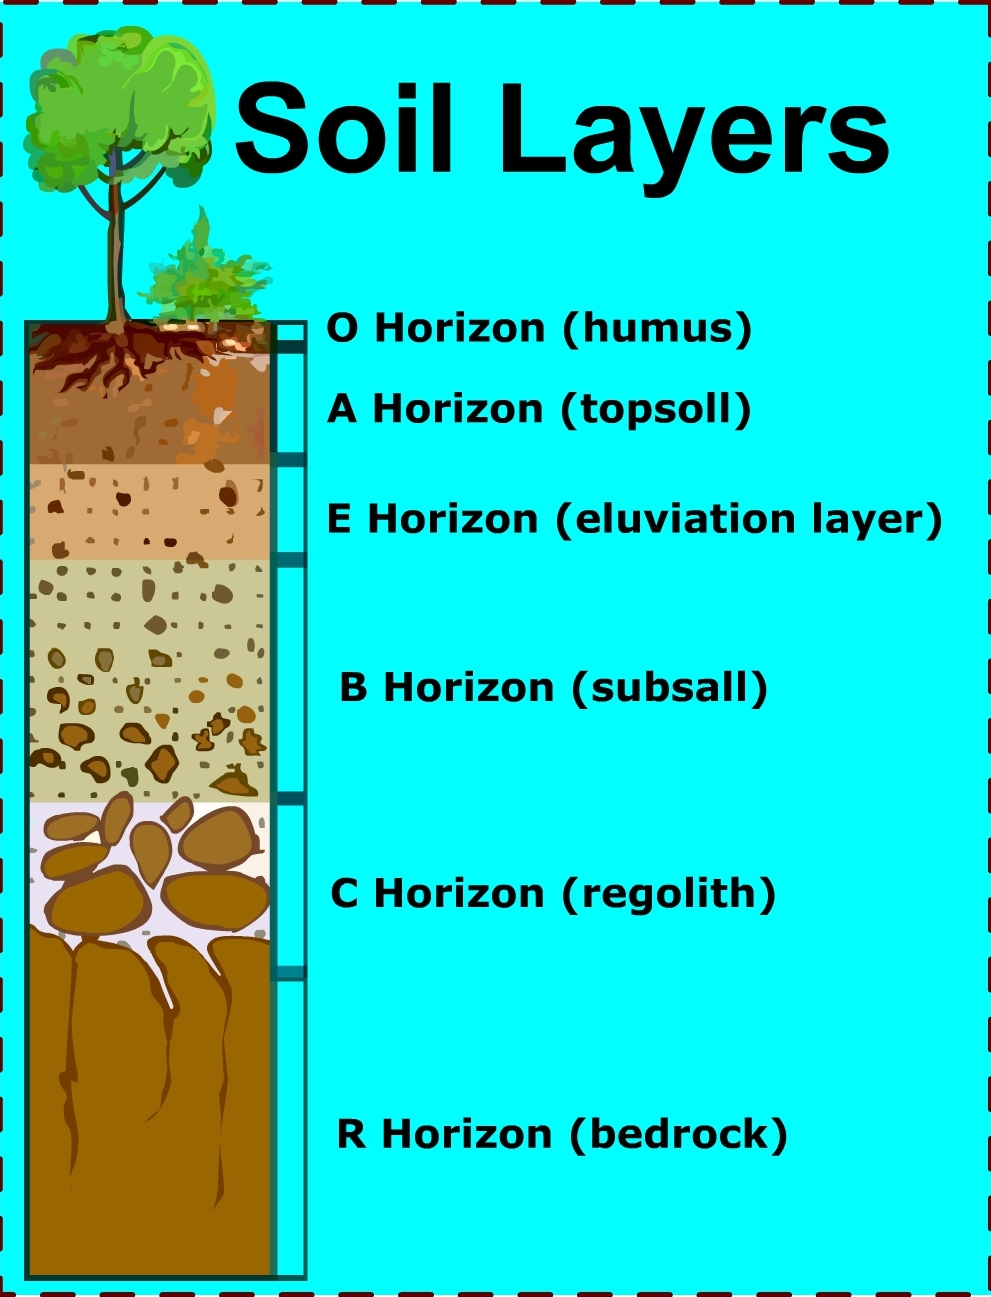 Soil Layers
O Horizon (humus)
A Horizon (topsoll)
E Horizon (eluviation layer)
B Horizon (subsall)
C Horizon (regolith)
R Horizon (bedrock)